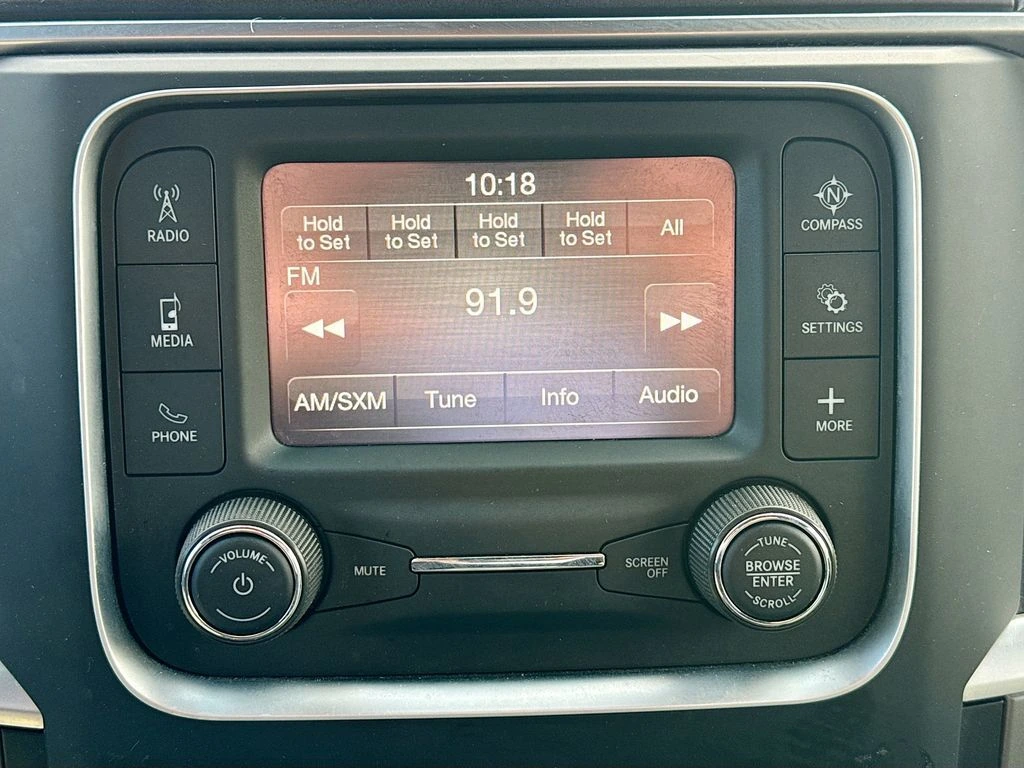 10:18
Hold to Set
Hold to Set
Hold to Set
Hold to Set
All
FM
91.9
AM/SXM
Tune
Info
Audio
RADIO
MEDIA
PHONE
N
COMPASS
SETTINGS
MORE
VOLUME
MUTE
SCREEN
OFF
TUNE
BROWSE
ENTER
SCROLL